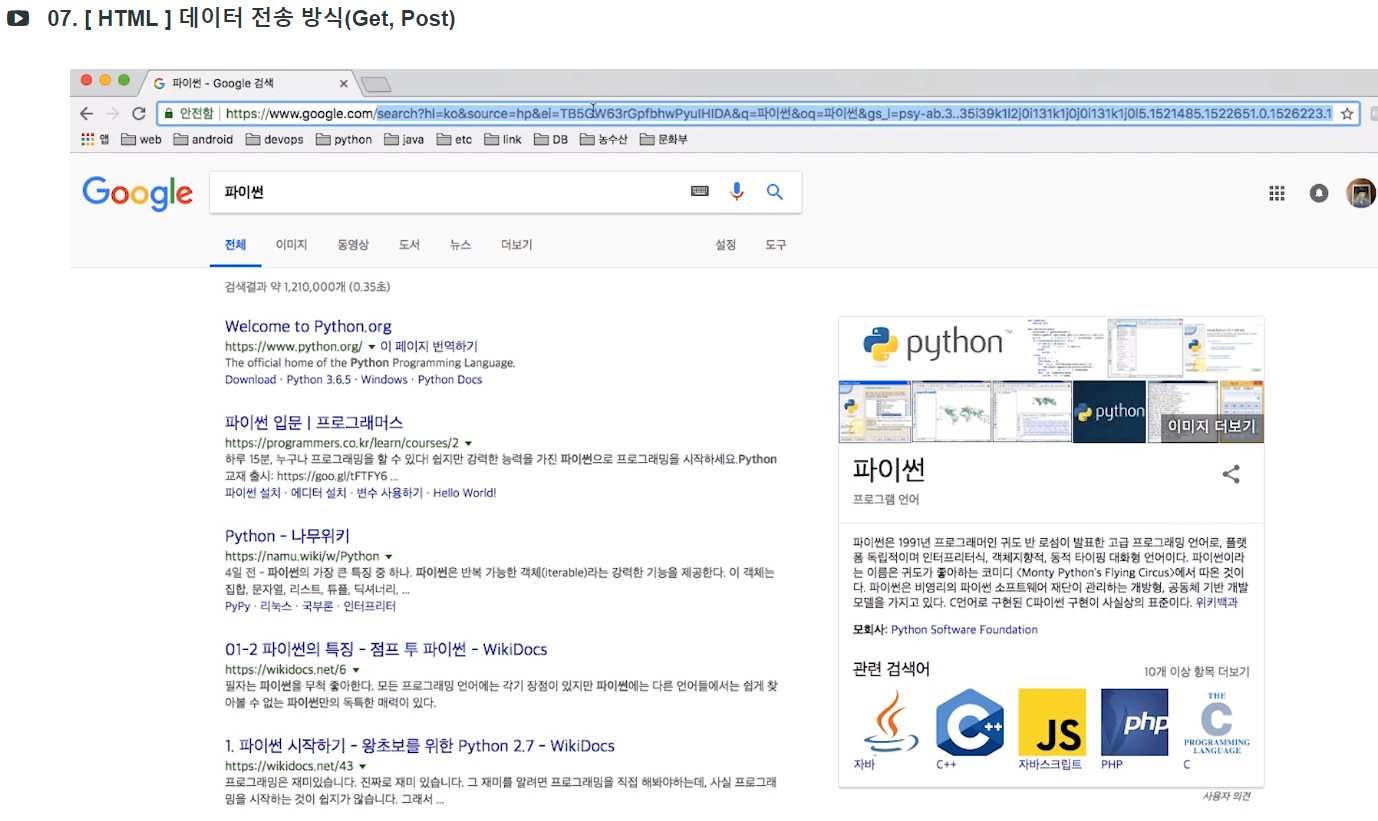 07. [ HTML ] 데이터 전송 방식(Get, Post)
파이썬 - Google 검색
안전함 https://www.google.com/search?hl=ko&source=hp&ei=TB5GW63rGpfbhwPyuIHIDA&q=파이썬&oq=파이썬&gs_l=psy-ab.3..35i39k1l2j0i131k1j0j0i131k1j0l5.1521485.1522651.0.1526223.1
앱 web android devops python java etc link DB 농수산 문화부
Google 파이썬
전체 이미지 동영상 도서 뉴스 더보기 설정 도구
검색결과 약 1,210,000개 (0.35초)
Welcome to Python.org
https://www.python.org/ ▼ 이 페이지 번역하기
The official home of the Python Programming Language.
Download · Python 3.6.5 · Windows · Python Docs
파이썬 입문 | 프로그래머스
https://programmers.co.kr/learn/courses/2 ▼
하루 15분, 누구나 프로그래밍을 할 수 있다! 쉽지만 강력한 능력을 가진 파이썬으로 프로그래밍을 시작하세요.Python
교재 출시: https://goo.gl/tFTFY6 ...
파이썬 설치 · 에디터 설치 · 변수 사용하기 · Hello World!
Python - 나무위키
https://namu.wiki/w/Python ▼
4일 전 - 파이썬의 가장 큰 특징 중 하나. 파이썬은 반복 가능한 객체(iterable)라는 강력한 기능을 제공한다. 이 객체는
집합, 문자열, 리스트, 튜플, 딕셔너리, ...
PyPy · 리눅스 · 국부론 · 인터프리터
01-2 파이썬의 특징 - 점프 투 파이썬 - WikiDocs
https://wikidocs.net/6 ▼
필자는 파이썬을 무척 좋아한다. 모든 프로그래밍 언어에는 각기 장점이 있지만 파이썬에는 다른 언어들에서는 쉽게 찾
아볼 수 없는 파이썬만의 독특한 매력이 있다.
1. 파이썬 시작하기 - 왕초보를 위한 Python 2.7 - WikiDocs
https://wikidocs.net/43 ▼
프로그래밍은 재미있습니다. 진짜로 재미 있습니다. 그 재미를 알려면 프로그래밍을 직접 해봐야하는데, 사실 프로그래
밍을 시작하는 것이 쉽지가 않습니다. 그래서 ...
python™
python
이미지 더보기
파이썬
프로그램 언어
파이썬은 1991년 프로그래머인 귀도 반 로섬이 발표한 고급 프로그래밍 언어로, 플랫
폼 독립적이며 인터프리터식, 객체지향적, 동적 타이핑 대화형 언어이다. 파이썬이라
는 이름은 귀도가 좋아하는 코미디 〈Monty Python's Flying Circus〉에서 따온 것이
다. 파이썬은 비영리의 파이썬 소프트웨어 재단이 관리하는 개방형, 공동체 기반 개발
모델을 가지고 있다. C언어로 구현된 C파이썬 구현이 사실상의 표준이다. 위키백과
모회사: Python Software Foundation
관련 검색어 10개 이상 항목 더보기
C++ JS php THE C PROGRAMMING LANGUAGE
자바 C++ 자바스크립트 PHP C
사용자 의견